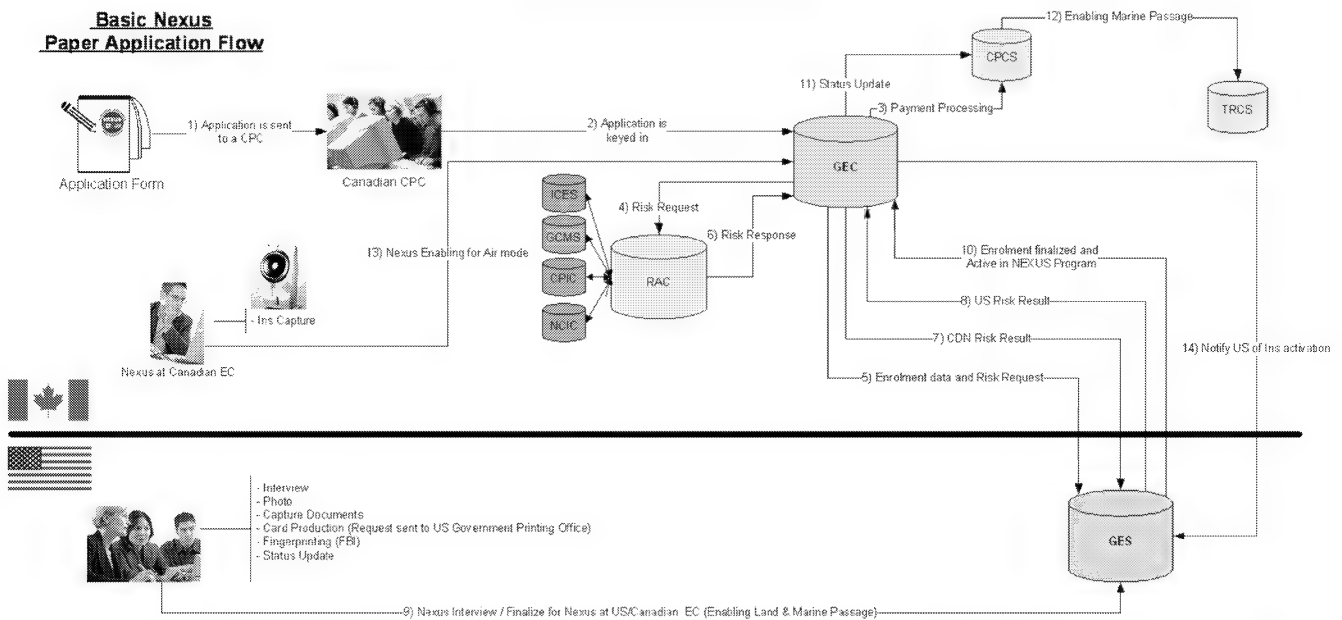 Basic Nexus
Paper Application Flow
12) Enabling Marine Passage
CPCS
11) Status Update
3) Payment Processing
TRCS
1) Application is sent
to a CPC
2) Application is
keyed in
GEC
Application Form
Canadian CPC
ICES
4) Risk Request
GCMS
6) Risk Response
13) Nexus Enabling for Air mode
10) Enrolment finalized and
Active in NEXUS Program
CPIC
RAC
8) US Risk Result
- Iris Capture
NCIC
7) CDN Risk Result
14) Notify US of Iris activation
Nexus at Canadian EC
5) Enrolment data and Risk Request
- Interview
- Photo
- Capture Documents
- Card Production (Request sent to US Government Printing Office)
- Fingerprinting (FBI)
- Status Update
GES
9) Nexus Interview / Finalize for Nexus at US/Canadian EC (Enabling Land & Marine Passage)